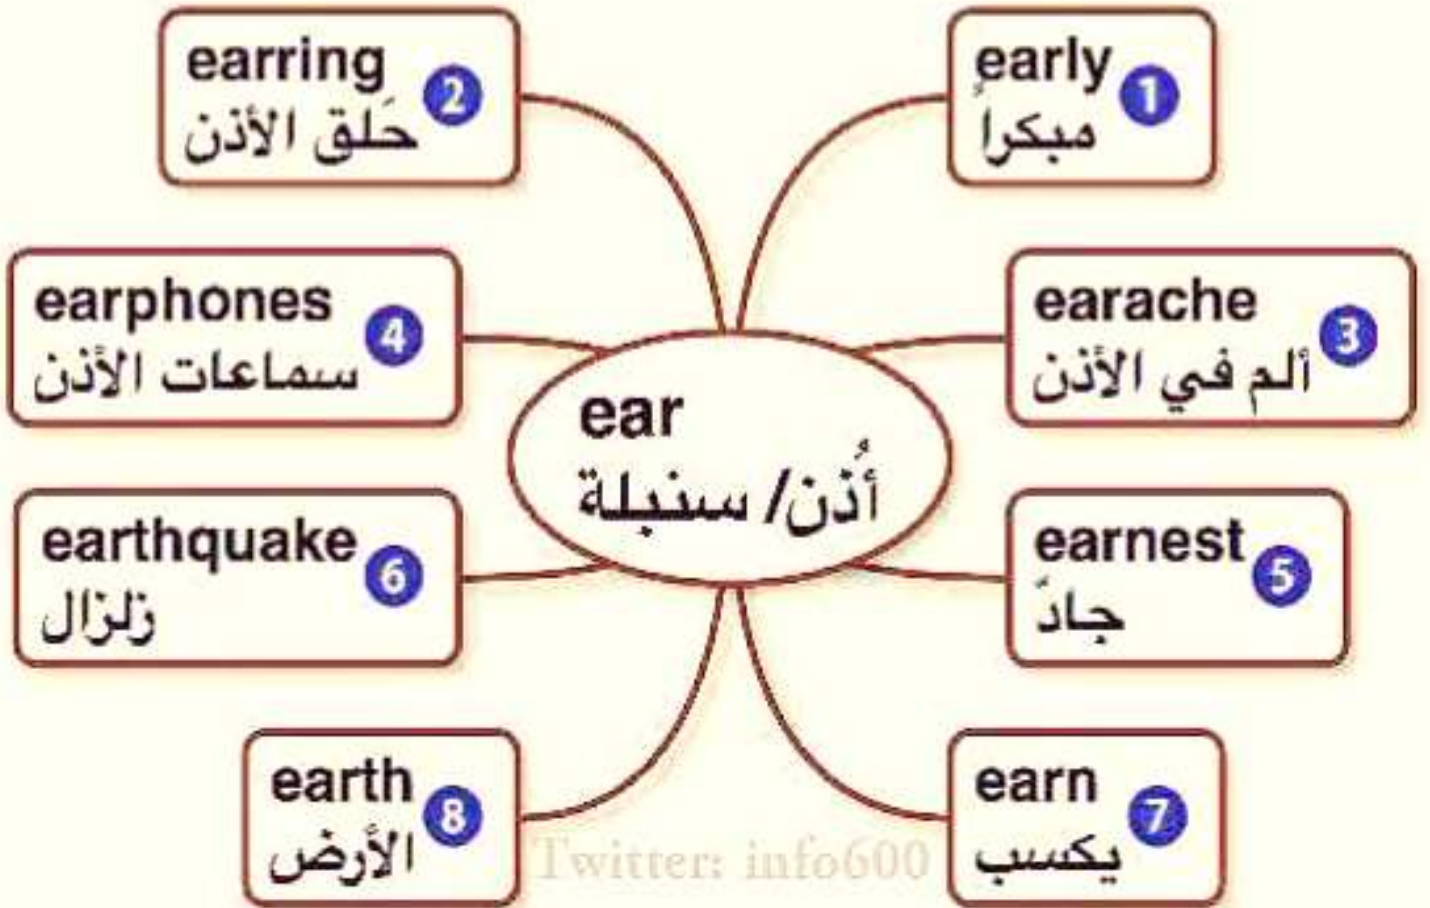 earring
2
حَلق الأذن
early
1
مبكراً
earphones
4
سماعات الأذن
earache
3
ألم في الأذن
ear
أُذن/ سنبلة
earthquake
6
زلزال
earnest
5
جادّ
earth
8
الأرض
earn
7
يكسب
Twitter: info600